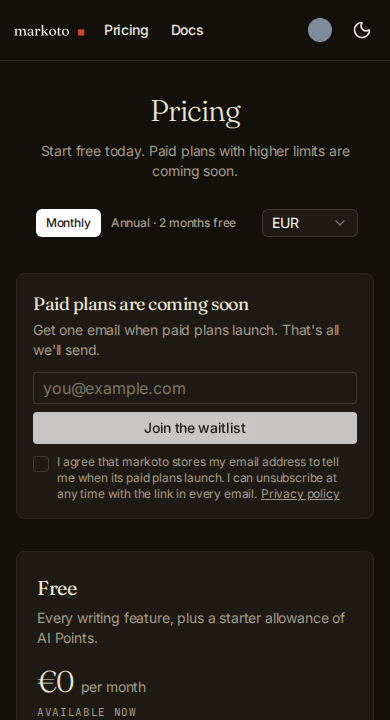 markoto Pricing Docs
Pricing
Start free today. Paid plans with higher limits are
coming soon.
Monthly Annual · 2 months free EUR
Paid plans are coming soon
Get one email when paid plans launch. That's all
we'll send.
you@example.com
Join the waitlist
I agree that markoto stores my email address to tell
me when its paid plans launch. I can unsubscribe at
any time with the link in every email. Privacy policy
Free
Every writing feature, plus a starter allowance of
AI Points.
€0 per month
AVAILABLE NOW